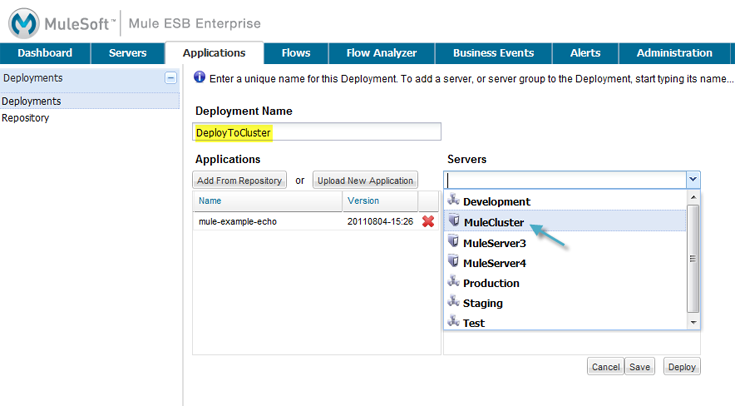 MuleSoft™ | Mule ESB Enterprise
Dashboard Servers Applications Flows Flow Analyzer Business Events Alerts Administration
Deployments
Deployments
Repository
Enter a unique name for this Deployment. To add a server, or server group to the Deployment, start typing its name...
Deployment Name
DeployToCluster
Applications
Add From Repository or Upload New Application
Name Version
mule-example-echo 20110804-15:26
Servers
Development
MuleCluster
MuleServer3
MuleServer4
Production
Staging
Test
Cancel Save Deploy